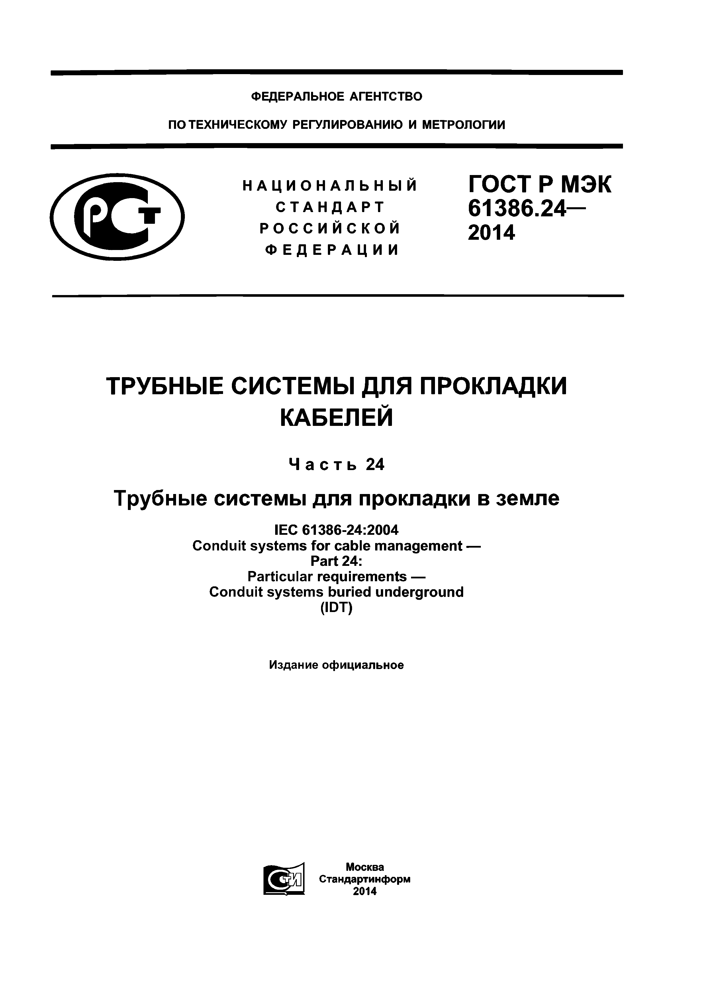 ФЕДЕРАЛЬНОЕ АГЕНТСТВО
ПО ТЕХНИЧЕСКОМУ РЕГУЛИРОВАНИЮ И МЕТРОЛОГИИ
РСТ
НАЦИОНАЛЬНЫЙ
СТАНДАРТ
РОССИЙСКОЙ
ФЕДЕРАЦИИ
ГОСТ Р МЭК
61386.24—
2014
ТРУБНЫЕ СИСТЕМЫ ДЛЯ ПРОКЛАДКИ
КАБЕЛЕЙ
Часть 24
Трубные системы для прокладки в земле
IEC 61386-24:2004
Conduit systems for cable management —
Part 24:
Particular requirements —
Conduit systems buried underground
(IDT)
Издание официальное
СТИ
Москва
Стандартинформ
2014